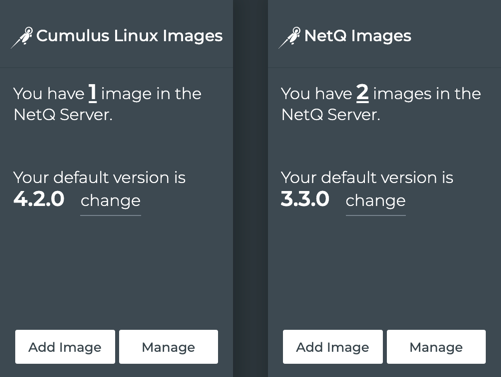 Cumulus Linux Images
You have 1 image in the
NetQ Server.
Your default version is
4.2.0 change
Add Image Manage
NetQ Images
You have 2 images in the
NetQ Server.
Your default version is
3.3.0 change
Add Image Manage